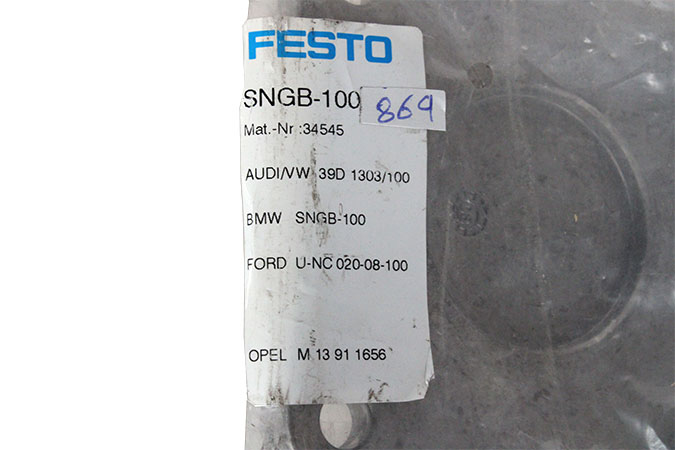 FESTO
SNGB-100 869
Mat.-Nr :34545
AUDI/VW 39D 1303/100
BMW SNGB-100
FORD U-NC 020-08-100
OPEL M 13 91 1656